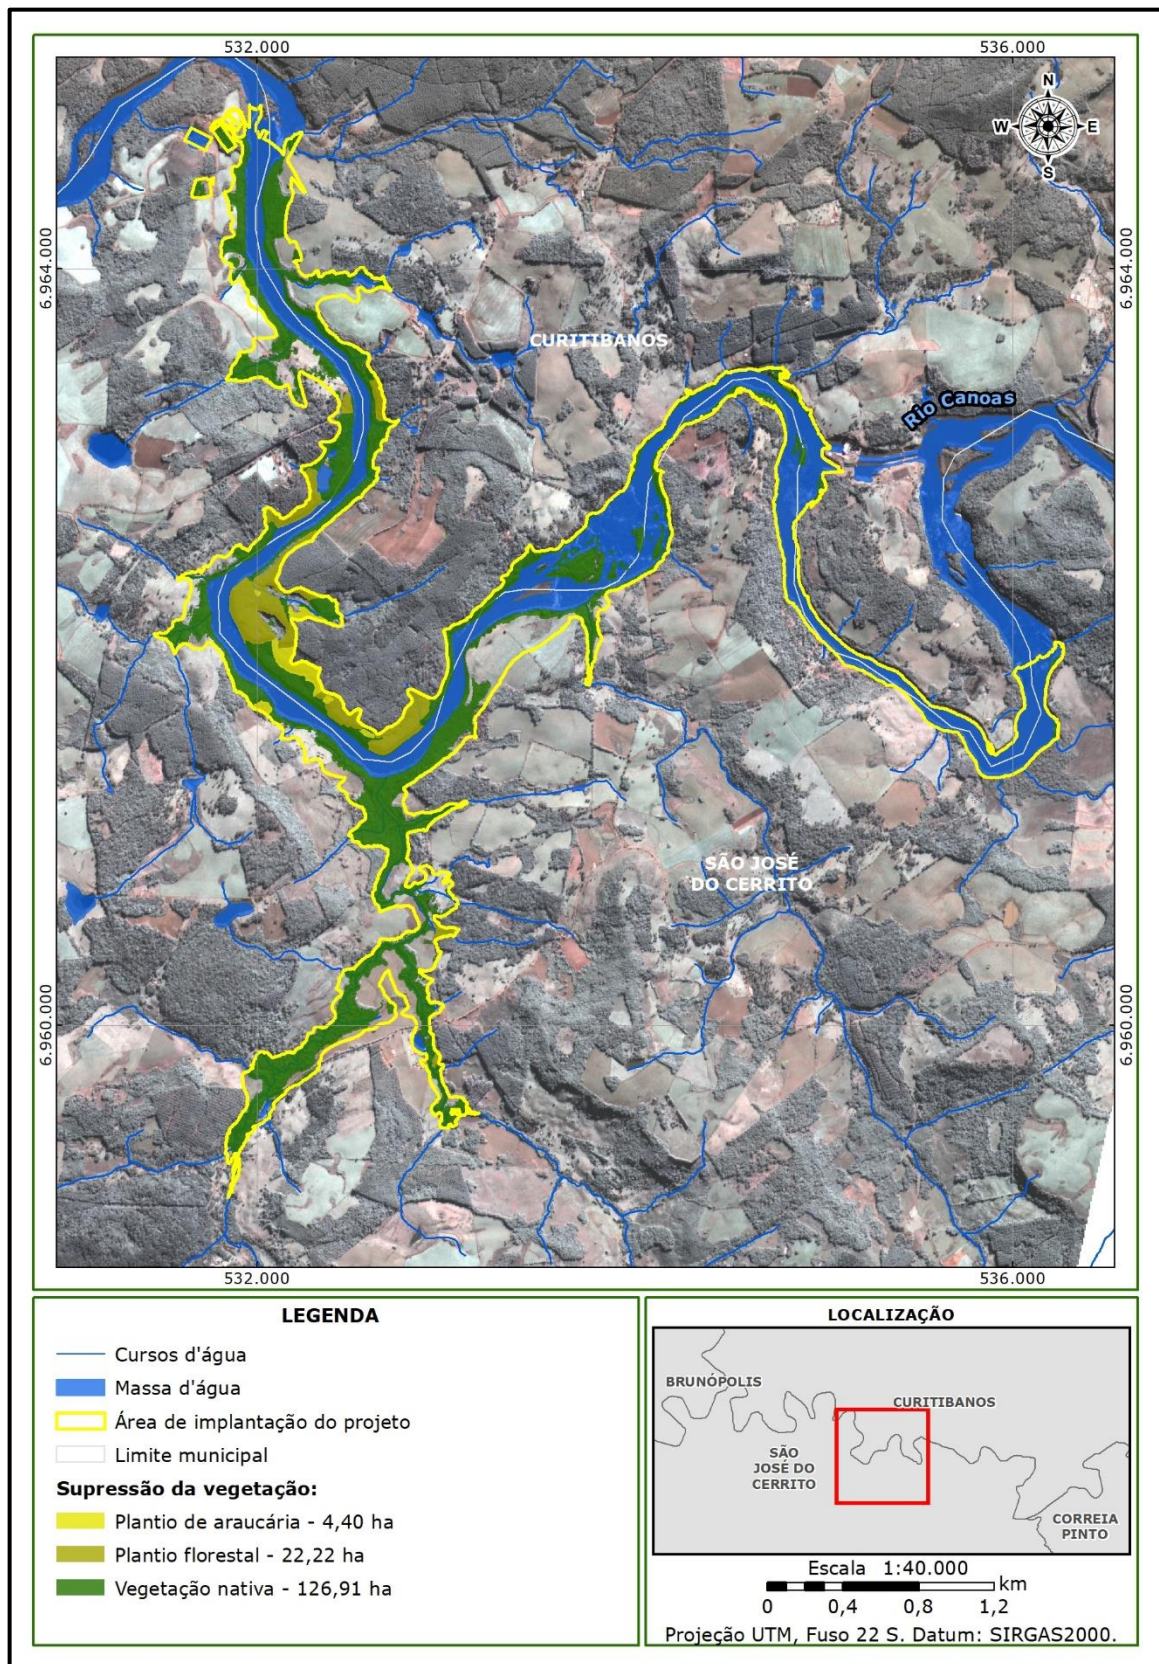 532.000
536.000
N
W
E
S
6.964.000
6.964.000
CURITIBANOS
Rio Canoas
SÃO JOSÉ
DO CERRITO
6.960.000
6.960.000
532.000
536.000
LEGENDA
Cursos d'água
Massa d'água
Área de implantação do projeto
Limite municipal
Supressão da vegetação:
Plantio de araucária - 4,40 ha
Plantio florestal - 22,22 ha
Vegetação nativa - 126,91 ha
LOCALIZAÇÃO
BRUNÓPOLIS
CURITIBANOS
SÃO
JOSÉ DO
CERRITO
CORREIA
PINTO
Escala 1:40.000
km
0 0,4 0,8 1,2
Projeção UTM, Fuso 22 S. Datum: SIRGAS2000.